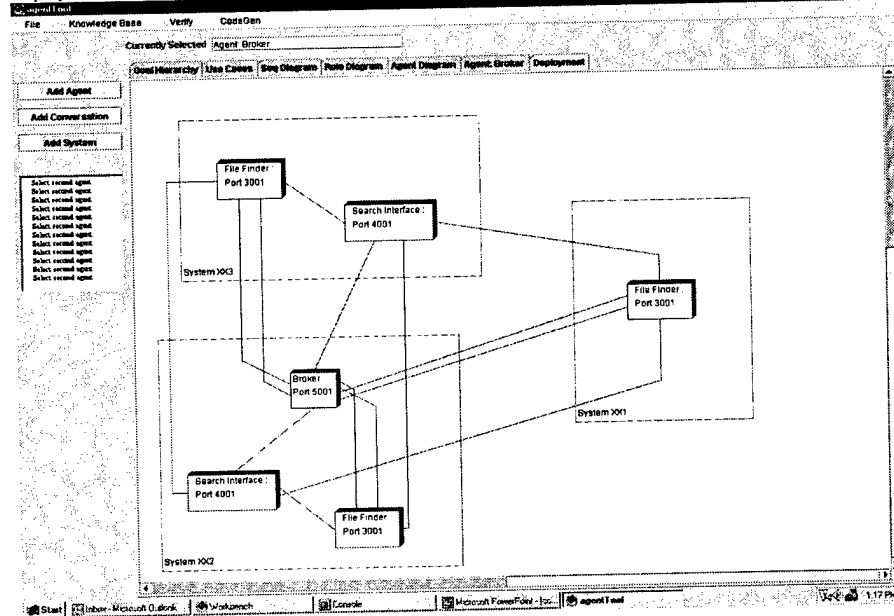 agentTool
File Knowledge Base Verify CodeGen
Currently Selected Agent: Broker
Goal Hierarchy Use Cases Seq Diagram Role Diagram Agent Diagram Agent: Broker Deployment
Add Agent
Add Conversation
Add System
Select second agent.
Select second agent.
Select second agent.
Select second agent.
Select second agent.
Select second agent.
Select second agent.
Select second agent.
Select second agent.
Select second agent.
Select second agent.
Select second agent.
File Finder :
Port 3001
Search Interface :
Port 4001
System XX3
File Finder :
Port 3001
System XX1
Broker
Port 5001
Search Interface :
Port 4001
File Finder
Port 3001
System XX2
Start Inbox - Microsoft Outlook Workbench Console Microsoft PowerPoint agentTool